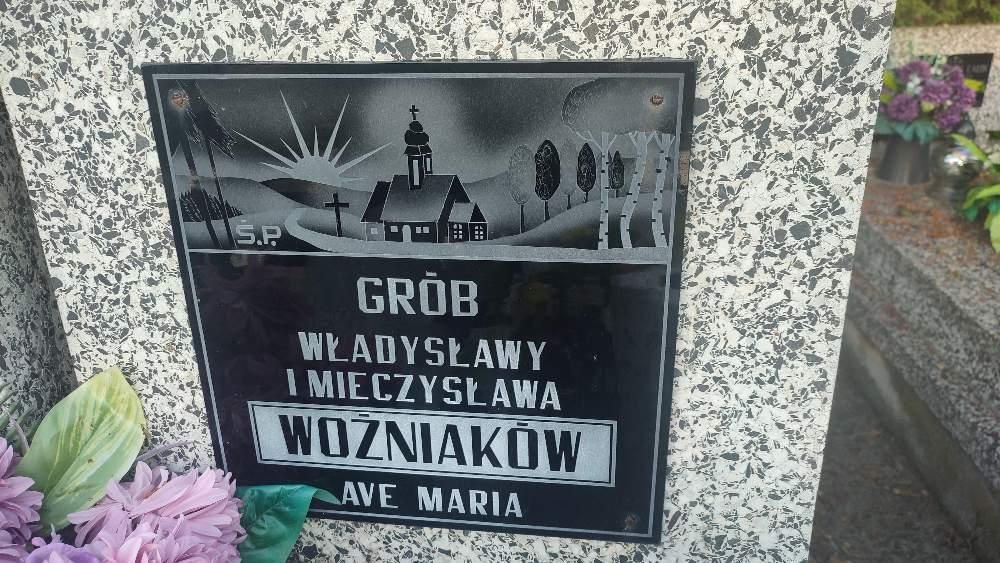 Ś.P.
GRÓB
WŁADYSŁAWY
I MIECZYSŁAWA
WOŹNIAKÓW
AVE MARIA